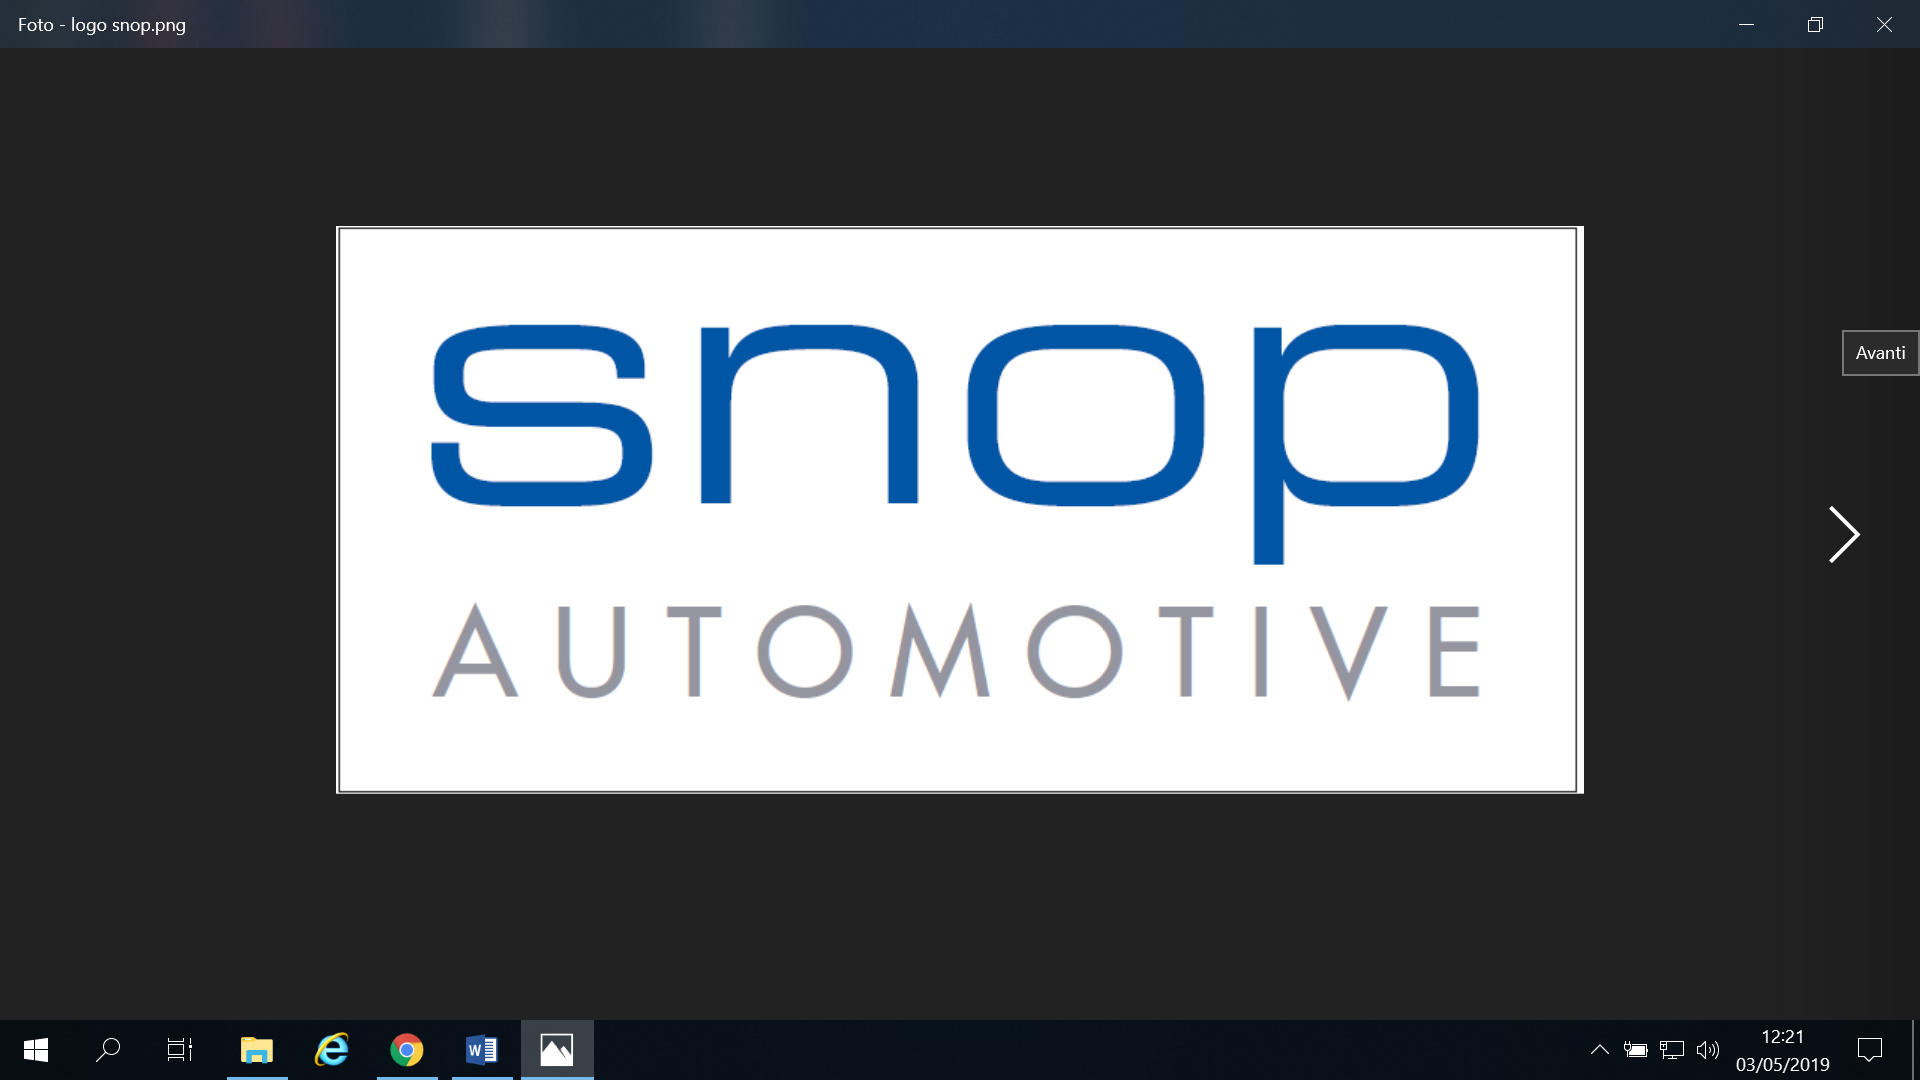 Foto - logo snop.png
Avanti
snop
AUTOMOTIVE
12:21
03/05/2019